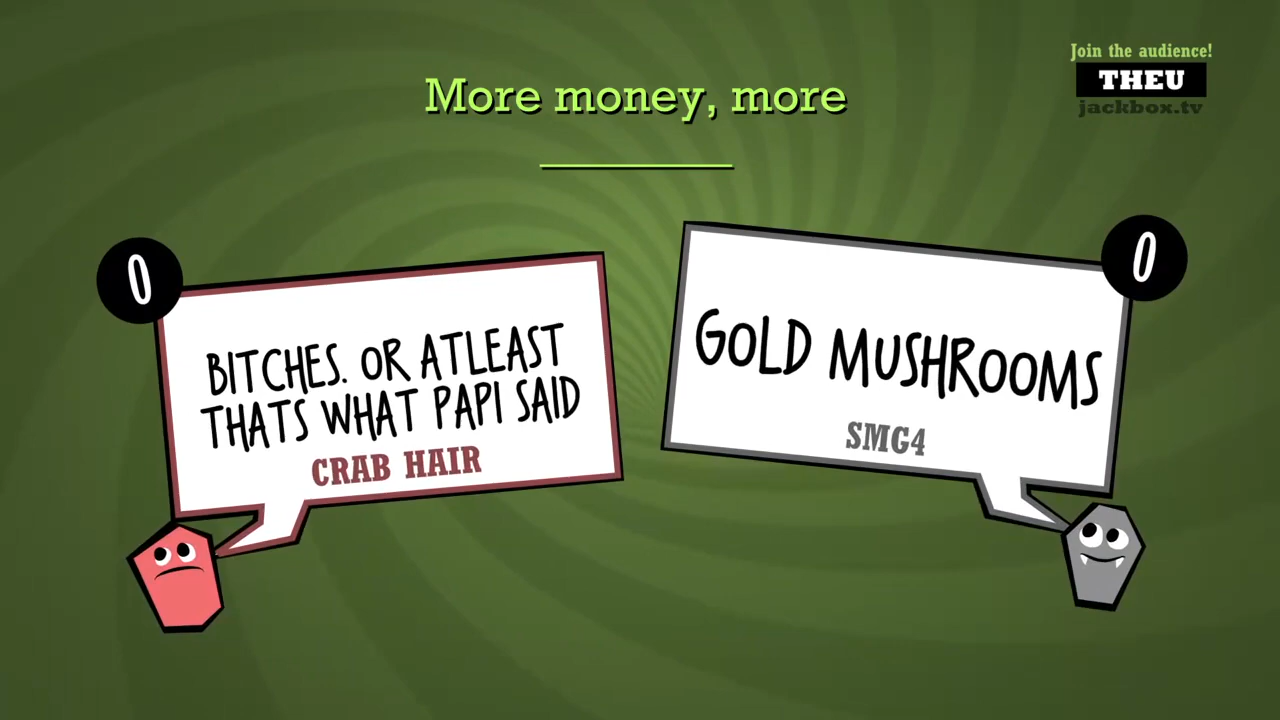 Join the audience!
THEU
jackbox.tv
More money, more
__________
0
BITCHES. OR ATLEAST
THATS WHAT PAPI SAID
CRAB HAIR
0
GOLD MUSHROOMS
SMG4